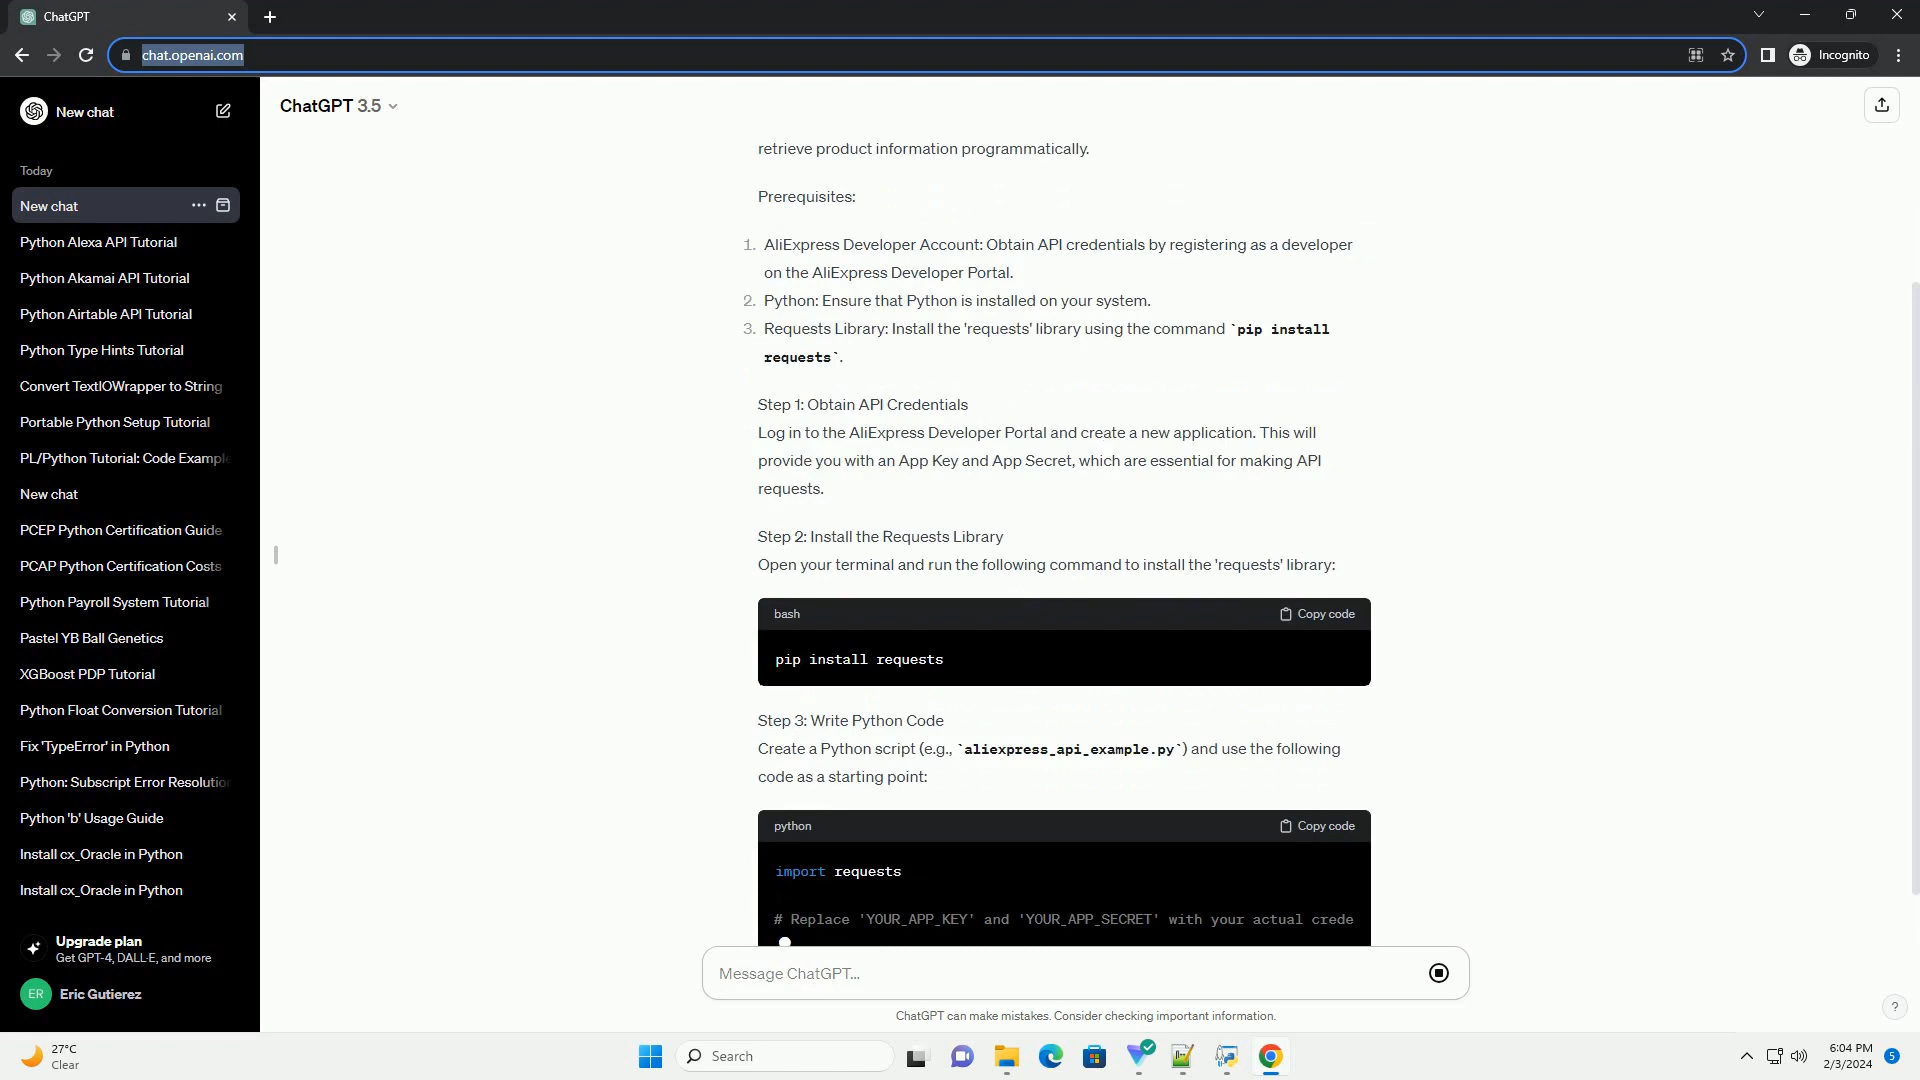 ChatGPT
chat.openai.com
Incognito
New chat
Today
New chat
Python Alexa API Tutorial
Python Akamai API Tutorial
Python Airtable API Tutorial
Python Type Hints Tutorial
Convert TextIOWrapper to String
Portable Python Setup Tutorial
PL/Python Tutorial: Code Example
New chat
PCEP Python Certification Guide
PCAP Python Certification Costs
Python Payroll System Tutorial
Pastel YB Ball Genetics
XGBoost PDP Tutorial
Python Float Conversion Tutorial
Fix 'TypeError' in Python
Python: Subscript Error Resolution
Python 'b' Usage Guide
Install cx_Oracle in Python
Install cx_Oracle in Python
Upgrade plan
Get GPT-4, DALL·E, and more
ER
Eric Gutierez
ChatGPT 3.5
retrieve product information programmatically.
Prerequisites:
1. AliExpress Developer Account: Obtain API credentials by registering as a developer
on the AliExpress Developer Portal.
2. Python: Ensure that Python is installed on your system.
3. Requests Library: Install the 'requests' library using the command `pip install
requests`.
Step 1: Obtain API Credentials
Log in to the AliExpress Developer Portal and create a new application. This will
provide you with an App Key and App Secret, which are essential for making API
requests.
Step 2: Install the Requests Library
Open your terminal and run the following command to install the 'requests' library:
bash
Copy code
pip install requests
Step 3: Write Python Code
Create a Python script (e.g., `aliexpress_api_example.py`) and use the following
code as a starting point:
python
Copy code
import requests
# Replace 'YOUR_APP_KEY' and 'YOUR_APP_SECRET' with your actual crede
Message ChatGPT...
ChatGPT can make mistakes. Consider checking important information.
?
27°C
Clear
Search
6:04 PM
2/3/2024
5